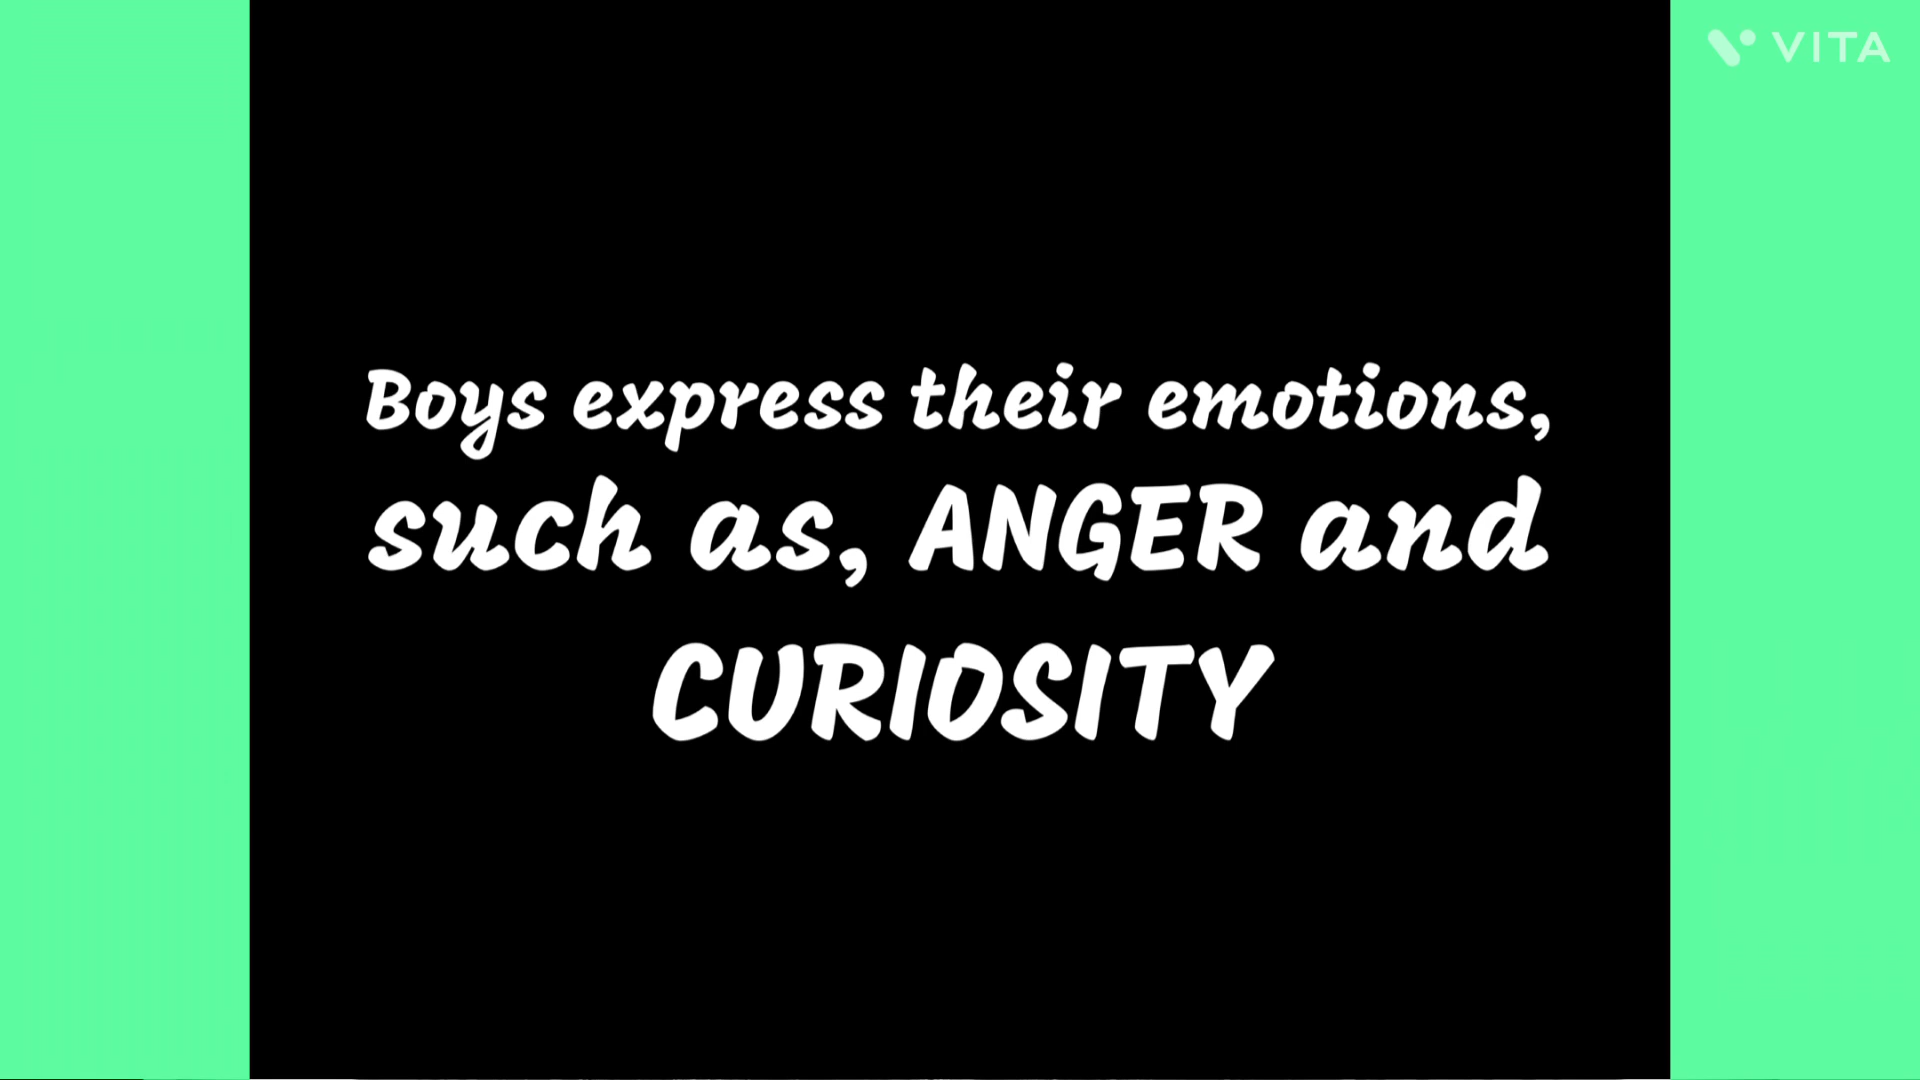 VITA
Boys express their emotions,
such as, ANGER and
CURIOSITY